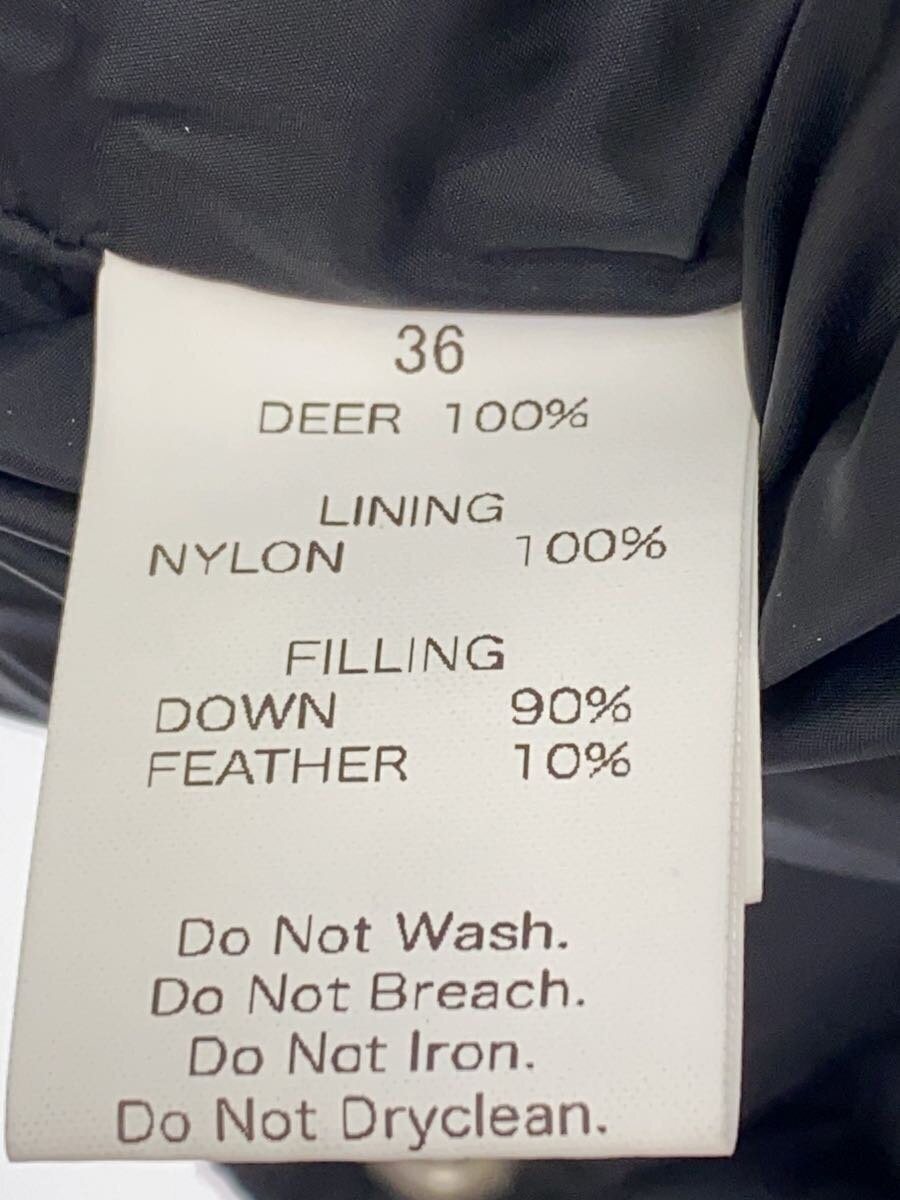 36
DEER 100%
LINING
NYLON 100%
FILLING
DOWN 90%
FEATHER 10%
Do Not Wash.
Do Not Breach.
Do Not Iron.
Do Not Dryclean.